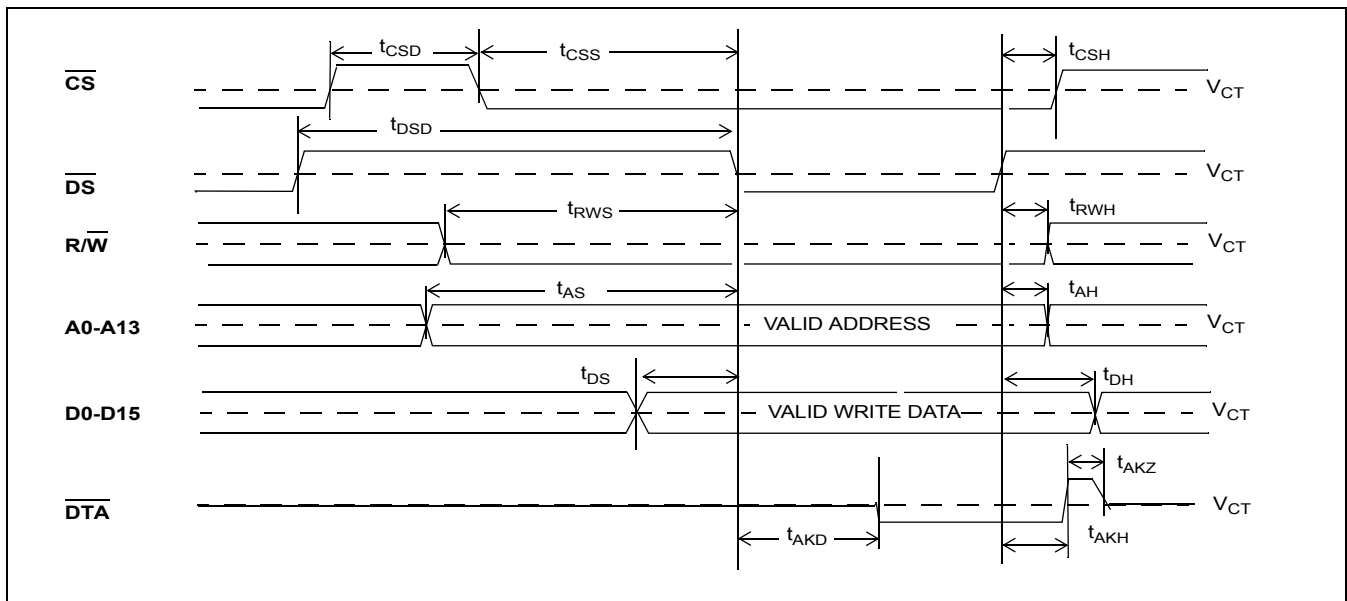 tCSD tCSS tCSH
CS VCT
tDSD
DS VCT
tRWS tRWH
R/W VCT
tAS tAH
A0-A13 VALID ADDRESS VCT
tDS tDH
D0-D15 VALID WRITE DATA VCT
tAKZ
DTA VCT
tAKD tAKH